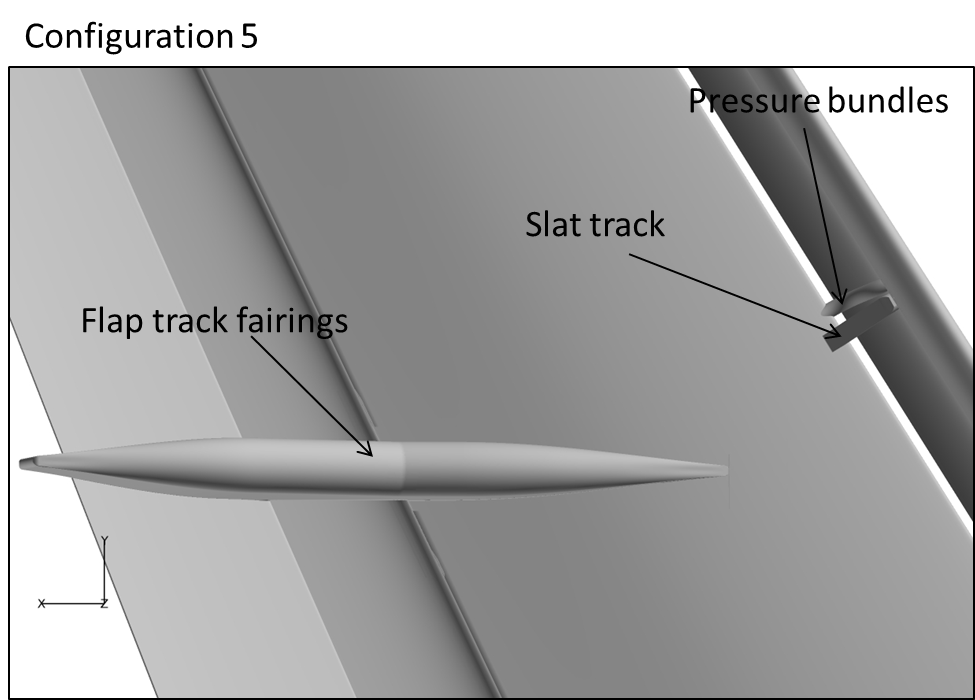 Configuration 5
Pressure bundles
Slat track
Flap track fairings
Y
X
Z